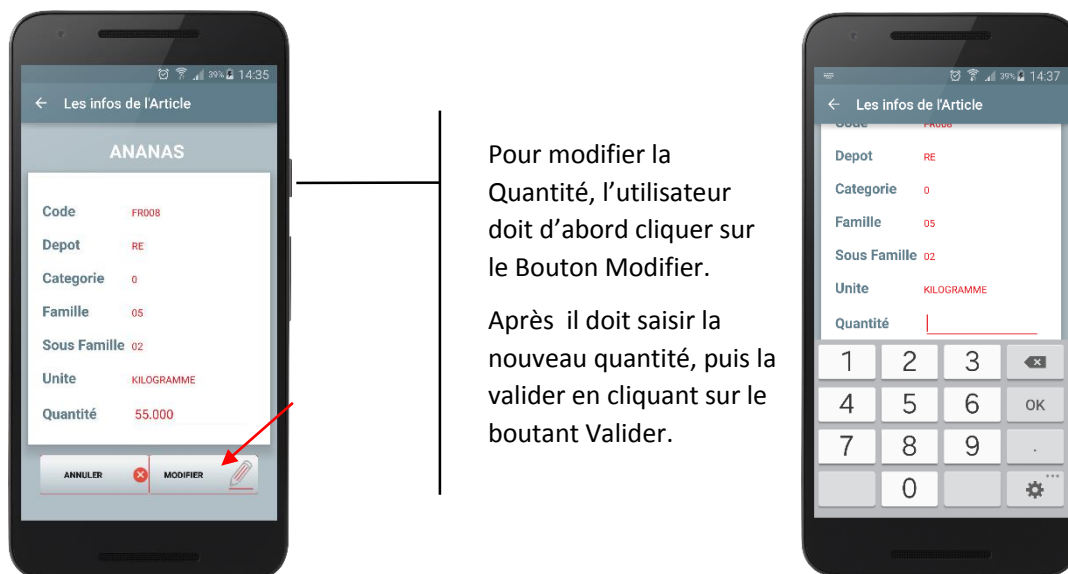 39% 14:35
Les infos de l'Article
ANANAS
Code FR008
Depot RE
Categorie 0
Famille 05
Sous Famille 02
Unite KILOGRAMME
Quantité 55.000
ANNULER MODIFIER
Pour modifier la
Quantité, l’utilisateur
doit d’abord cliquer sur
le Bouton Modifier.
Après il doit saisir la
nouveau quantité, puis la
valider en cliquant sur le
boutant Valider.
39% 14:37
Les infos de l'Article
Code FR008
Depot RE
Categorie 0
Famille 05
Sous Famille 02
Unite KILOGRAMME
Quantité
1 2 3
4 5 6 OK
7 8 9 .
0